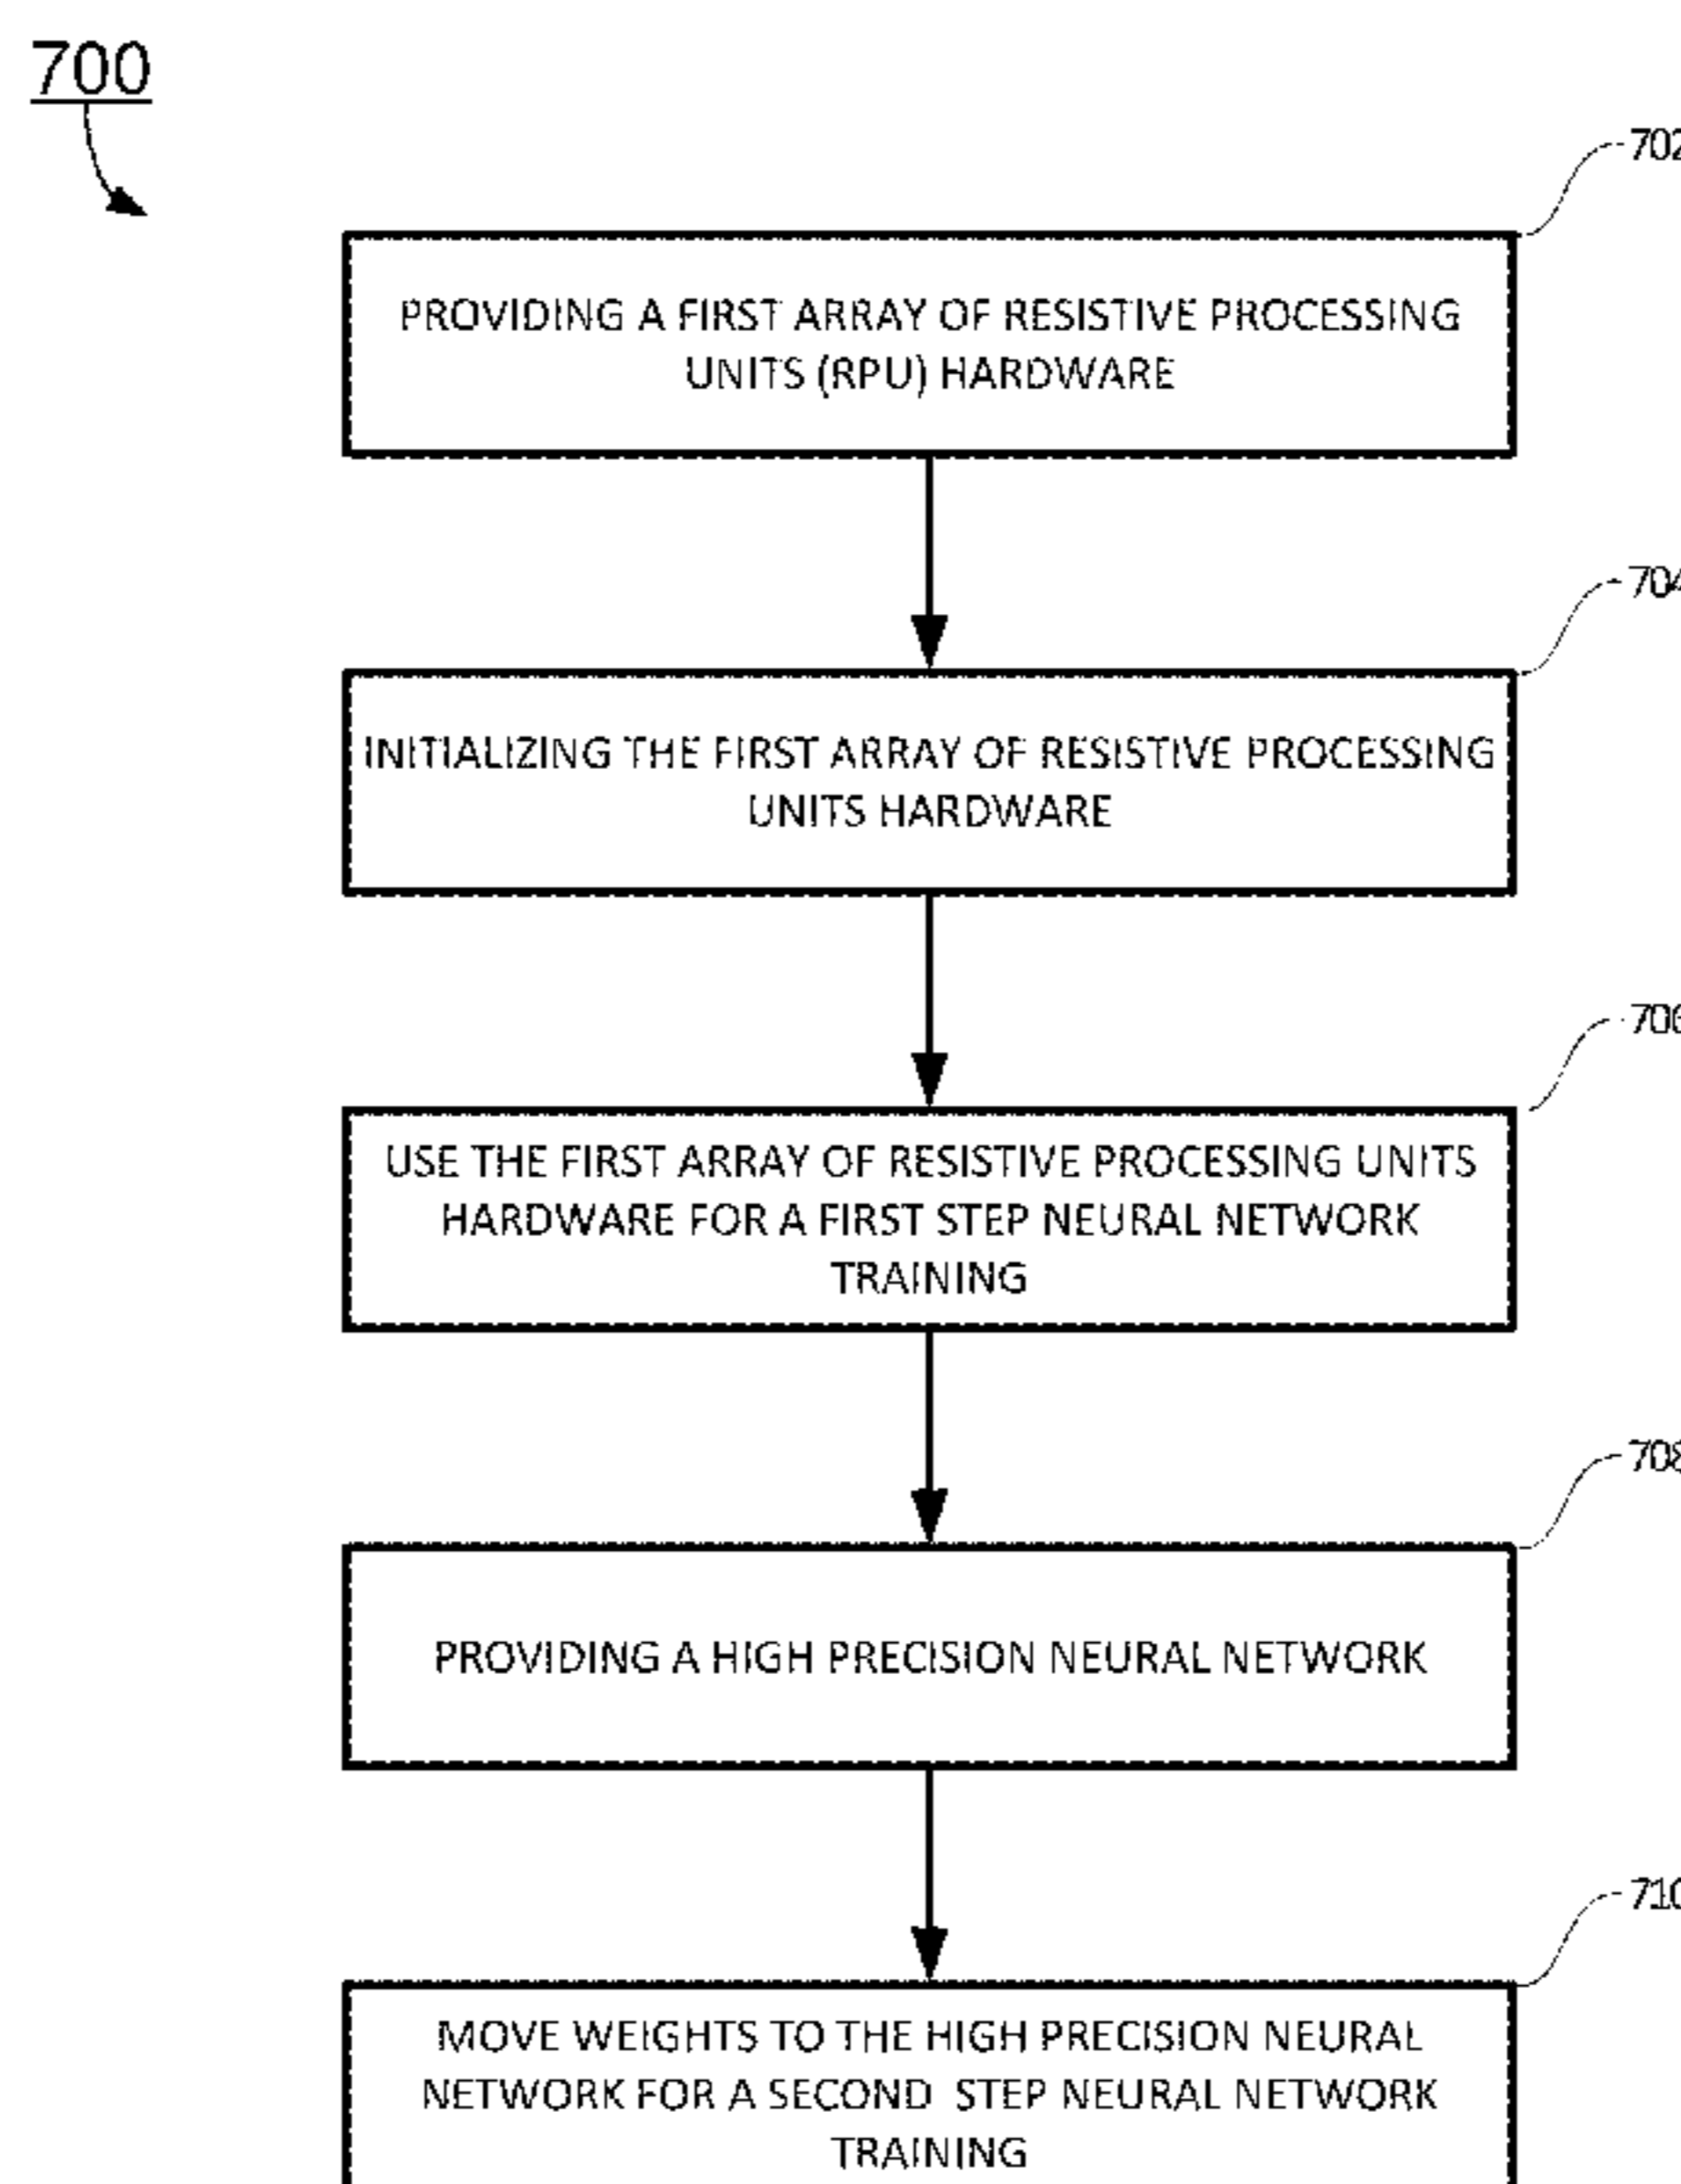 700
702
PROVIDING A FIRST ARRAY OF RESISTIVE PROCESSING
UNITS (RPU) HARDWARE
704
INITIALIZING THE FIRST ARRAY OF RESISTIVE PROCESSING
UNITS HARDWARE
706
USE THE FIRST ARRAY OF RESISTIVE PROCESSING UNITS
HARDWARE FOR A FIRST STEP NEURAL NETWORK
TRAINING
708
PROVIDING A HIGH PRECISION NEURAL NETWORK
710
MOVE WEIGHTS TO THE HIGH PRECISION NEURAL
NETWORK FOR A SECOND STEP NEURAL NETWORK
TRAINING